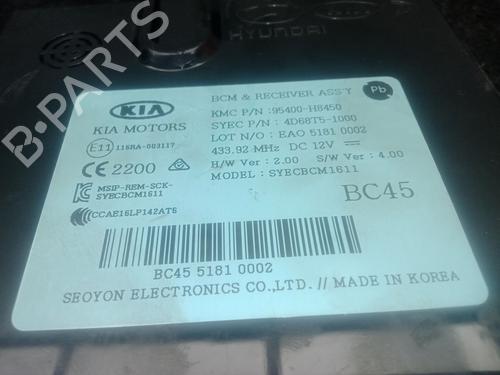 HYUNDAI
KIA
KIA MOTORS
BCM & RECEIVER ASS'Y
Pb
KMC P/N : 95400-H8450
SYEC P/N : 4D68T5-1000
LOT N/O : EAO 5181 0002
433.92 MHz DC 12V
H/W Ver : 2.00 S/W Ver : 4.00
MODEL : SYECBCM1611
E11 116RA-003117
CE 2200
MSIP-REM-SCK-
SYECBCM1611
CCAE16LP142AT6
BC45
BC45 5181 0002
SEOYON ELECTRONICS CO.,LTD. // MADE IN KOREA
B-PARTS